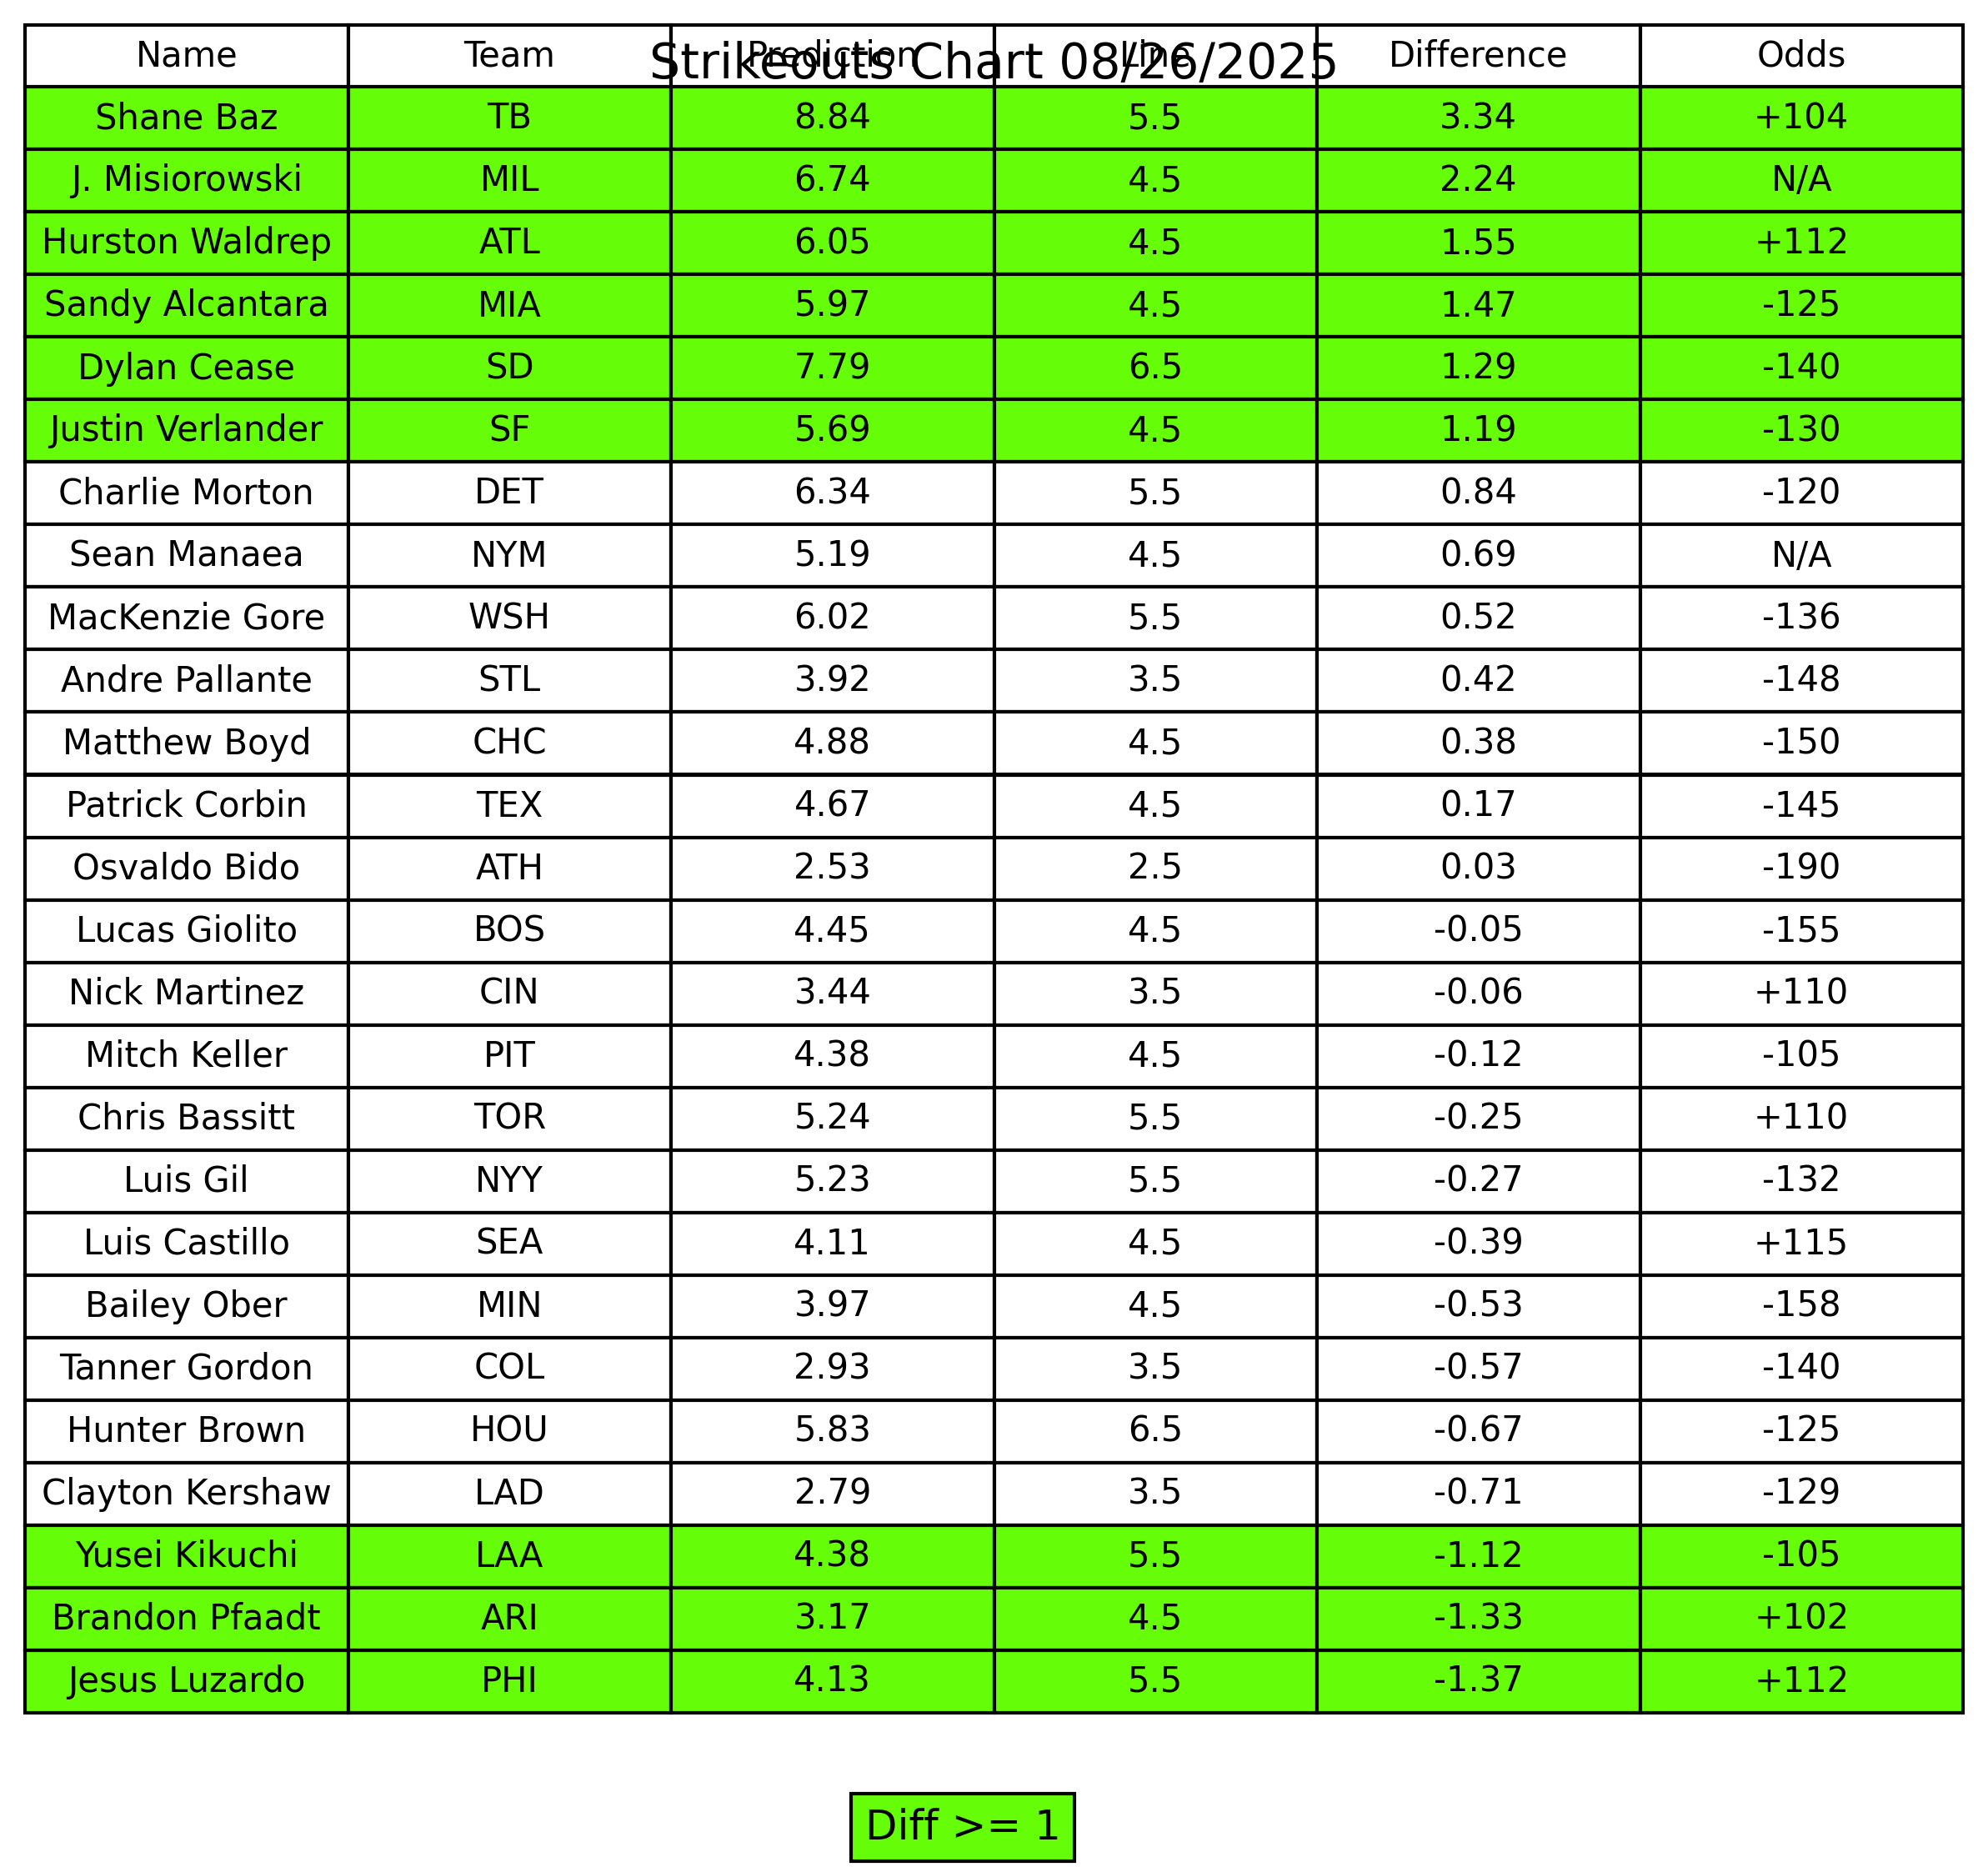 Strikeouts Chart 08/26/2025
Name Team Prediction Line Difference Odds
Shane Baz TB 8.84 5.5 3.34 +104
J. Misiorowski MIL 6.74 4.5 2.24 N/A
Hurston Waldrep ATL 6.05 4.5 1.55 +112
Sandy Alcantara MIA 5.97 4.5 1.47 -125
Dylan Cease SD 7.79 6.5 1.29 -140
Justin Verlander SF 5.69 4.5 1.19 -130
Charlie Morton DET 6.34 5.5 0.84 -120
Sean Manaea NYM 5.19 4.5 0.69 N/A
MacKenzie Gore WSH 6.02 5.5 0.52 -136
Andre Pallante STL 3.92 3.5 0.42 -148
Matthew Boyd CHC 4.88 4.5 0.38 -150
Patrick Corbin TEX 4.67 4.5 0.17 -145
Osvaldo Bido ATH 2.53 2.5 0.03 -190
Lucas Giolito BOS 4.45 4.5 -0.05 -155
Nick Martinez CIN 3.44 3.5 -0.06 +110
Mitch Keller PIT 4.38 4.5 -0.12 -105
Chris Bassitt TOR 5.24 5.5 -0.25 +110
Luis Gil NYY 5.23 5.5 -0.27 -132
Luis Castillo SEA 4.11 4.5 -0.39 +115
Bailey Ober MIN 3.97 4.5 -0.53 -158
Tanner Gordon COL 2.93 3.5 -0.57 -140
Hunter Brown HOU 5.83 6.5 -0.67 -125
Clayton Kershaw LAD 2.79 3.5 -0.71 -129
Yusei Kikuchi LAA 4.38 5.5 -1.12 -105
Brandon Pfaadt ARI 3.17 4.5 -1.33 +102
Jesus Luzardo PHI 4.13 5.5 -1.37 +112
Diff >= 1